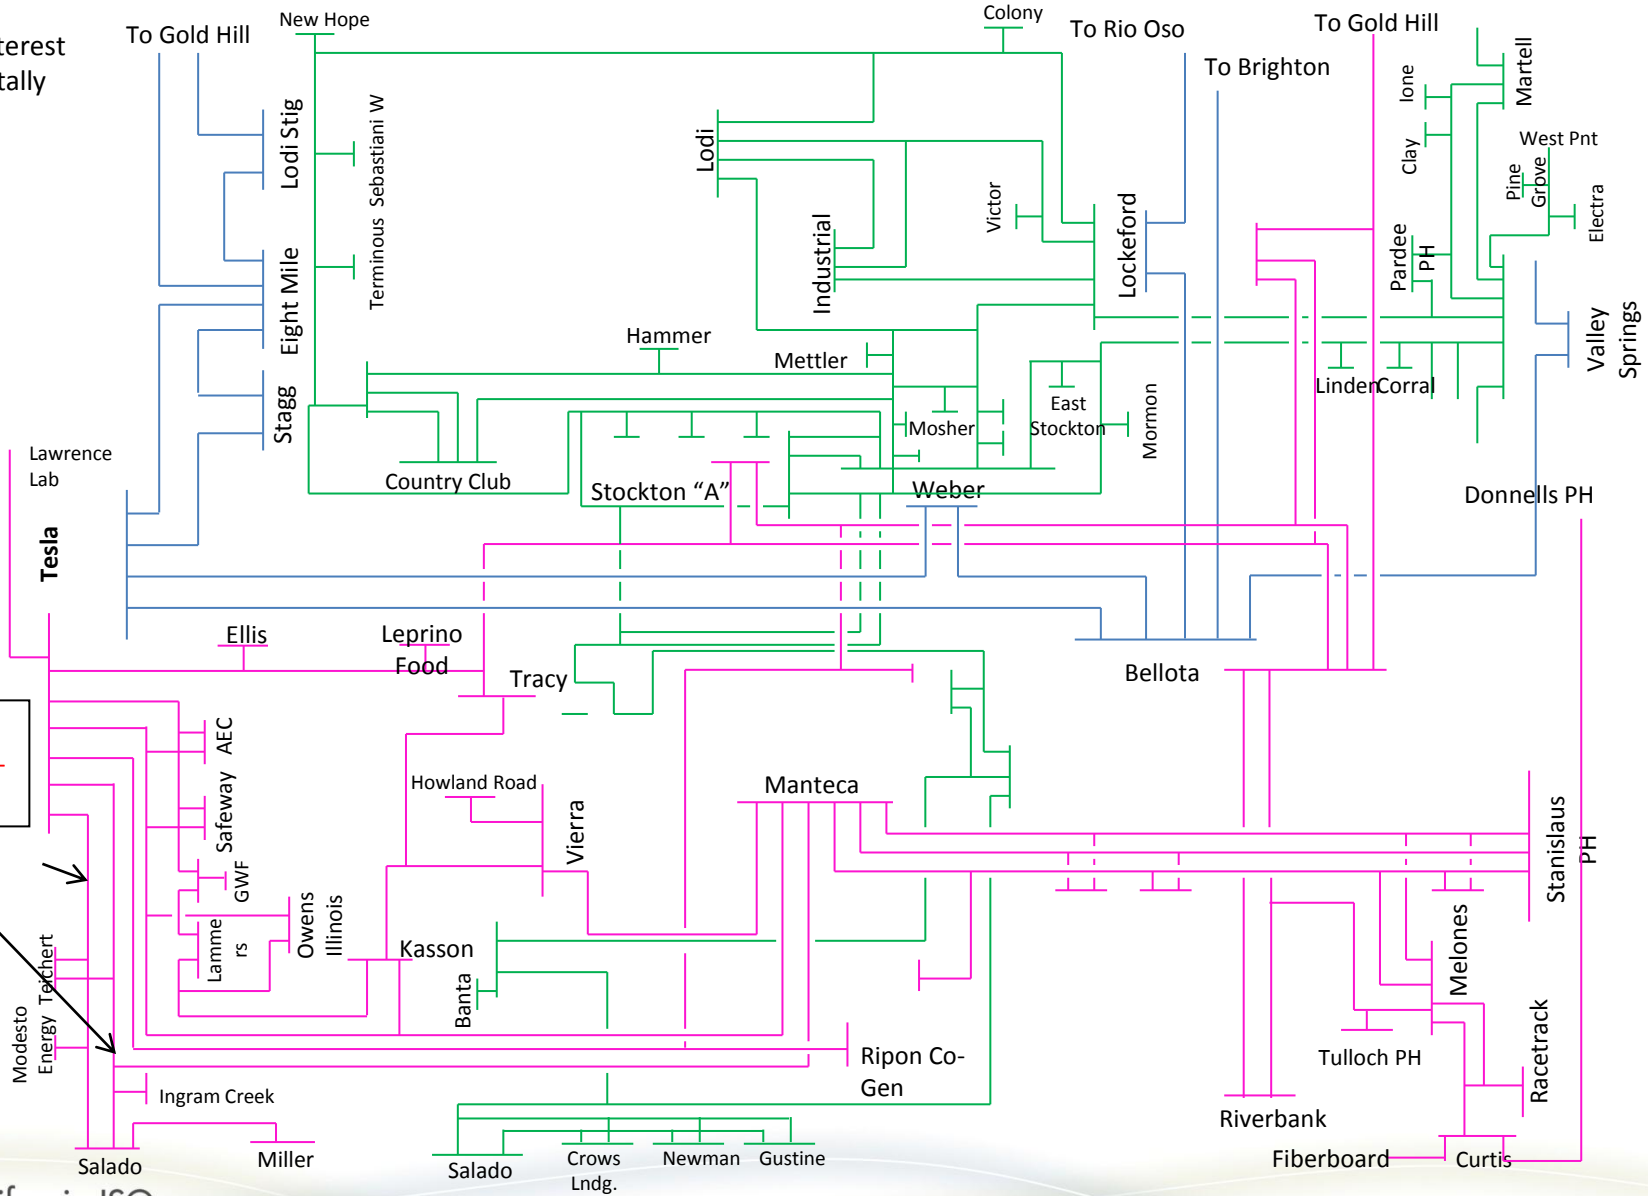 terest
tally
To Gold Hill
New Hope
Colony
To Rio Oso
To Gold Hill
To Brighton
Lodi Stig
Sebastiani W
Terminous
Eight Mile
Stagg
Lodi
Industrial
Victor
Lockeford
Ione
Clay
Martell
West Pnt
Pine
Grove
Electra
Pardee
PH
Valley
Springs
Hammer
Mettler
Linden
Corral
Mosher
East
Stockton
Mormon
Country Club
Stockton “A”
Weber
Donnells PH
Lawrence
Lab
Tesla
Ellis
Leprino
Food
Tracy
Bellota
AEC
Safeway
GWF
Owens
Illinois
Lamme
rs
Howland Road
Vierra
Manteca
Stanislaus
PH
Kasson
Banta
Teichert
Modesto
Energy
Melones
Ripon Co-
Gen
Tulloch PH
Racetrack
Ingram Creek
Riverbank
Salado
Miller
Salado
Crows
Lndg.
Newman
Gustine
Fiberboard
Curtis